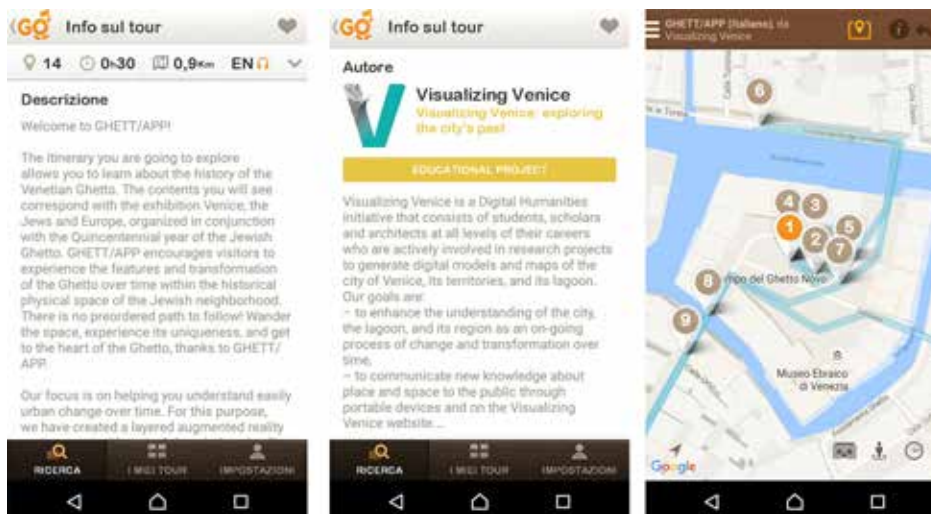 GO
Info sul tour
14 0h30 0,9Km EN
Descrizione
Welcome to GHETT/APP!
The itinerary you are going to explore
allows you to learn about the history of the
Venetian Ghetto. The contents you will see
correspond with the exhibition Venice, the
Jews and Europe, organized in conjunction
with the Quincentennial year of the Jewish
Ghetto. GHETT/APP encourages visitors to
experience the features and transformation
of the Ghetto over time within the historical
physical space of the Jewish neighborhood.
There is no preordered path to follow! Wander
the space, experience its uniqueness, and get
to the heart of the Ghetto, thanks to GHETT/
APP.
Our focus is on helping you understand easily
urban change over time. For this purpose,
we have created a layered augmented reality
RICERCA I MIEI TOUR IMPOSTAZIONI
GO
Info sul tour
Autore
Visualizing Venice
Visualizing Venice: exploring
the city's past
EDUCATIONAL PROJECT
Visualizing Venice is a Digital Humanities
initiative that consists of students, scholars
and architects at all levels of their careers
who are actively involved in research projects
to generate digital models and maps of the
city of Venice, its territories, and its lagoon.
Our goals are:
– to enhance the understanding of the city,
the lagoon, and its region as an on-going
process of change and transformation over
time,
– to communicate new knowledge about
place and space to the public through
portable devices and on the Visualizing
Venice website...
RICERCA I MIEI TOUR IMPOSTAZIONI
GHETT/APP (Italiano), da
Visualizing Venice
6
4 3
1 2 5
7
8
mpo del Ghetto Novo
9
Museo Ebraico
di Venezia
Google